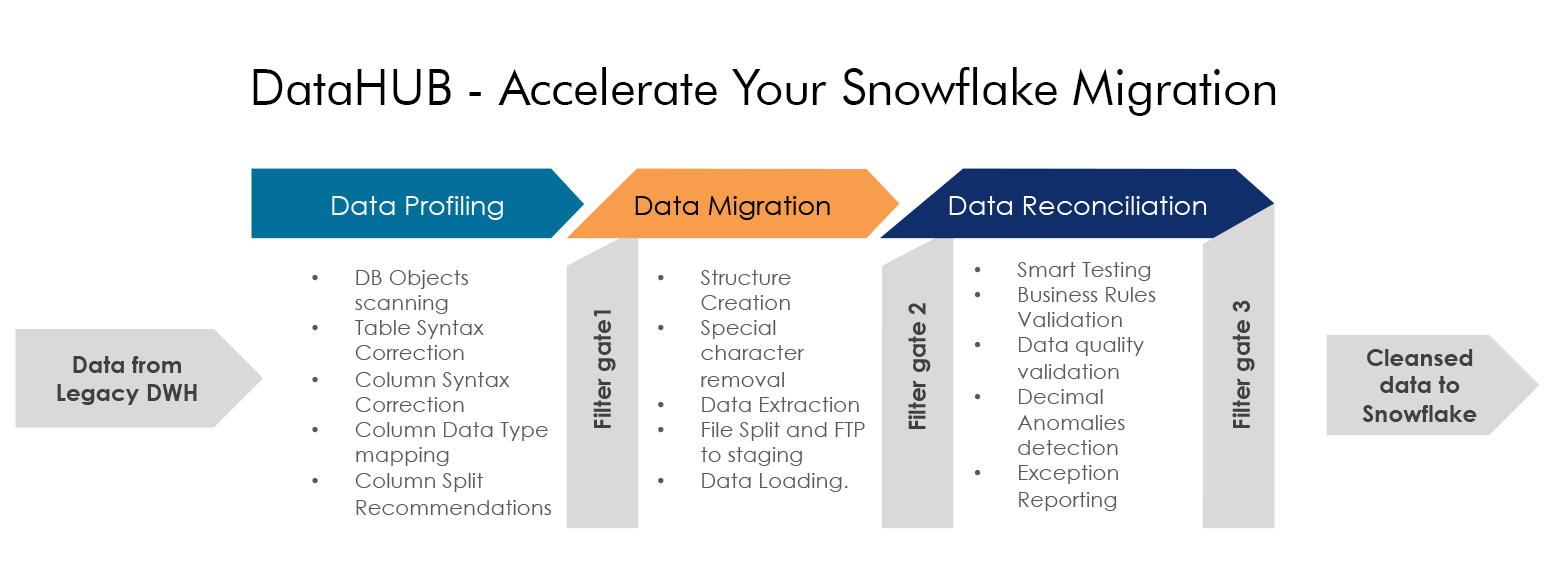 DataHUB - Accelerate Your Snowflake Migration
Data from
Legacy DWH
Data Profiling
• DB Objects
scanning
• Table Syntax
Correction
• Column Syntax
Correction
• Column Data Type
mapping
• Column Split
Recommendations
Filter gate1
Data Migration
• Structure
Creation
• Special
character
removal
• Data Extraction
• File Split and FTP
to staging
• Data Loading.
Filter gate 2
Data Reconciliation
• Smart Testing
• Business Rules
Validation
• Data quality
validation
• Decimal
Anomalies
detection
• Exception
Reporting
Filter gate 3
Cleansed
data to
Snowflake